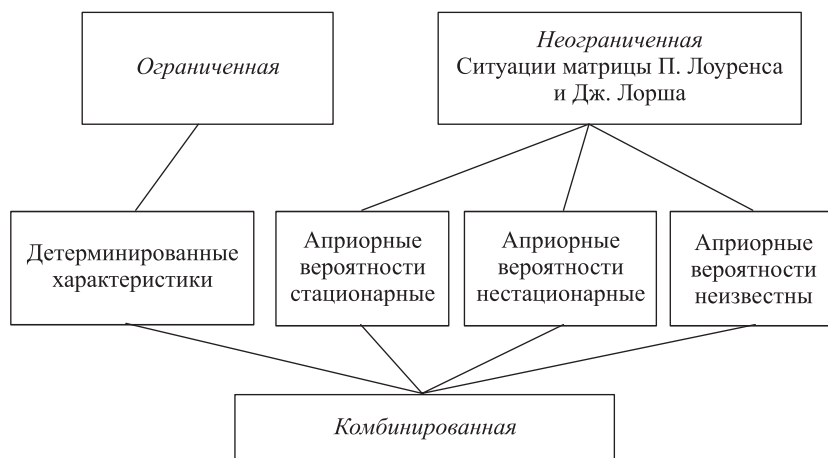 Ограниченная
Неограниченная
Ситуации матрицы П. Лоуренса
и Дж. Лорша
Детерминированные
характеристики
Априорные
вероятности
стационарные
Априорные
вероятности
нестационарные
Априорные
вероятности
неизвестны
Комбинированная